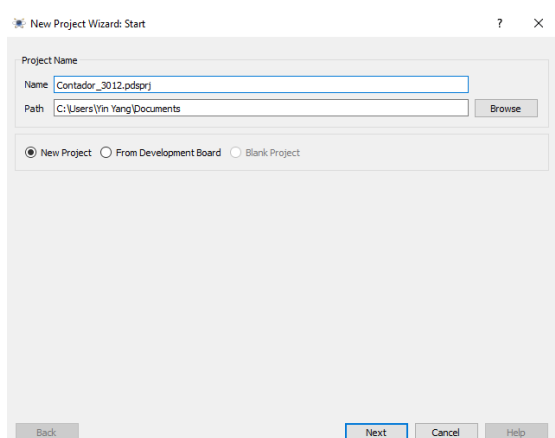 New Project Wizard: Start ? ×
Project Name
Name Contador_3012.pdsprj
Path C:\Users\Yin Yang\Documents Browse
New Project From Development Board Blank Project
Back Next Cancel Help